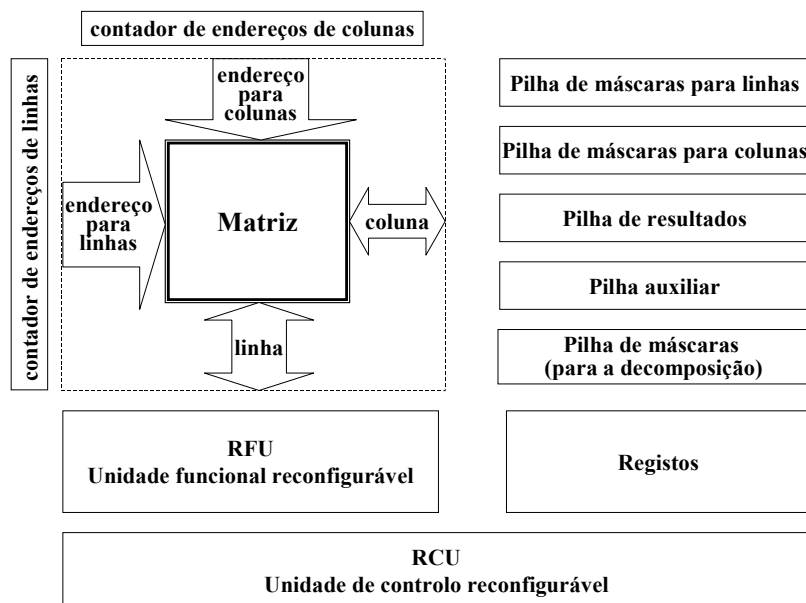 contador de endereços de colunas
contador de endereços de linhas
endereço
para
colunas
endereço
para
linhas
Matriz
coluna
linha
Pilha de máscaras para linhas
Pilha de máscaras para colunas
Pilha de resultados
Pilha auxiliar
Pilha de máscaras
(para a decomposição)
RFU
Unidade funcional reconfigurável
Registos
RCU
Unidade de controlo reconfigurável